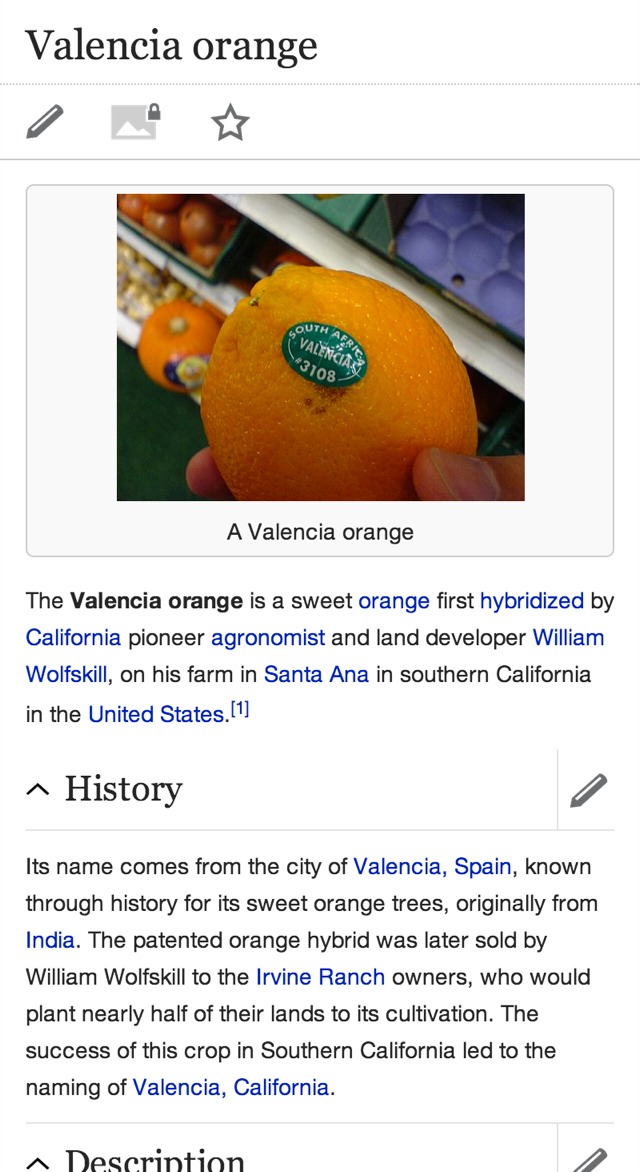 Valencia orange
SOUTH AFRICA
VALENCIA
#3108
A Valencia orange
The Valencia orange is a sweet orange first hybridized by
California pioneer agronomist and land developer William
Wolfskill, on his farm in Santa Ana in southern California
in the United States.[1]
History
Its name comes from the city of Valencia, Spain, known
through history for its sweet orange trees, originally from
India. The patented orange hybrid was later sold by
William Wolfskill to the Irvine Ranch owners, who would
plant nearly half of their lands to its cultivation. The
success of this crop in Southern California led to the
naming of Valencia, California.
Description